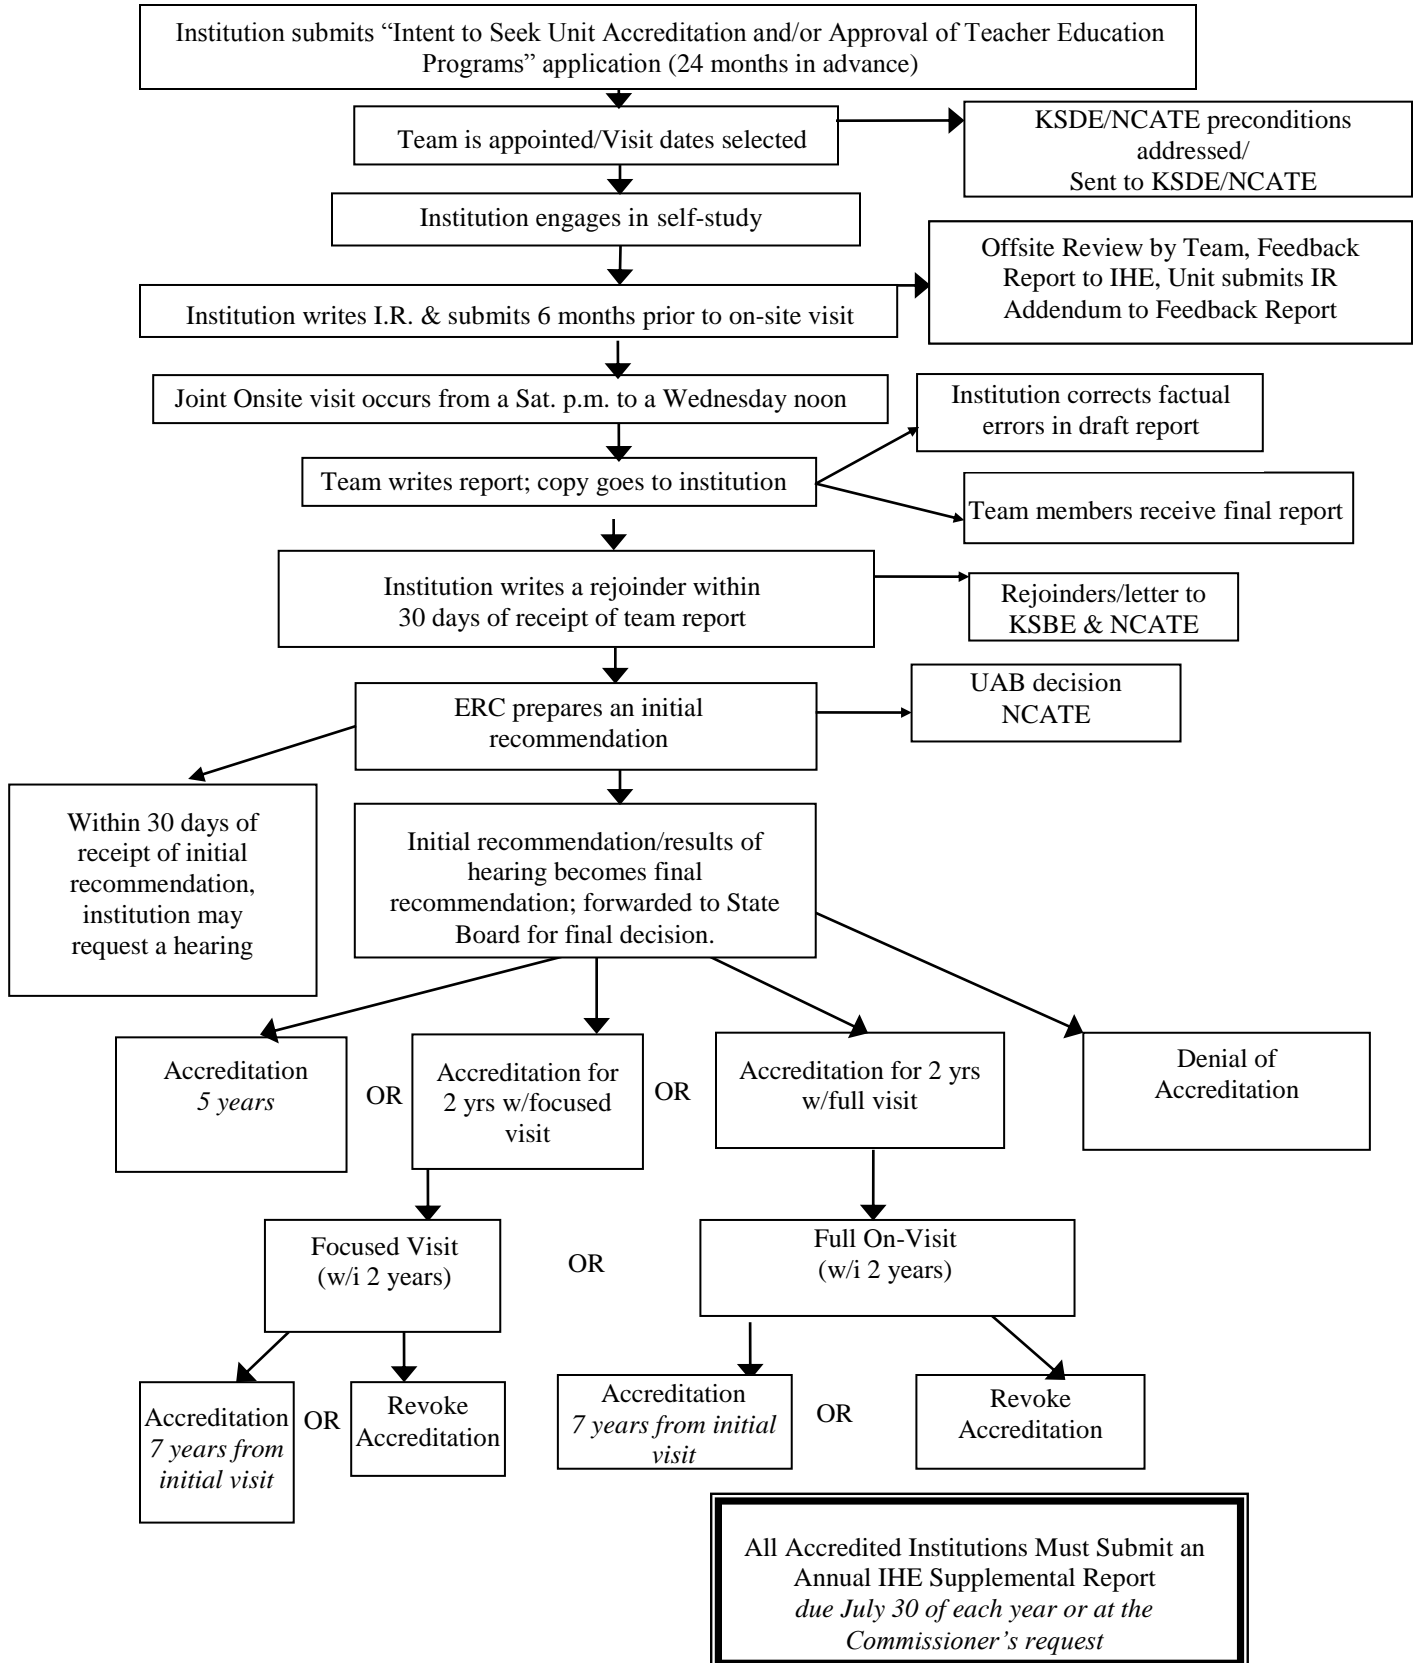 Institution submits “Intent to Seek Unit Accreditation and/or Approval of Teacher Education
Programs” application (24 months in advance)
Team is appointed/Visit dates selected
KSDE/NCATE preconditions
addressed/
Sent to KSDE/NCATE
Institution engages in self-study
Offsite Review by Team, Feedback
Report to IHE, Unit submits IR
Addendum to Feedback Report
Institution writes I.R. & submits 6 months prior to on-site visit
Joint Onsite visit occurs from a Sat. p.m. to a Wednesday noon
Institution corrects factual
errors in draft report
Team writes report; copy goes to institution
Team members receive final report
Institution writes a rejoinder within
30 days of receipt of team report
Rejoinders/letter to
KSBE & NCATE
ERC prepares an initial
recommendation
UAB decision
NCATE
Within 30 days of
receipt of initial
recommendation,
institution may
request a hearing
Initial recommendation/results of
hearing becomes final
recommendation; forwarded to State
Board for final decision.
Accreditation
5 years
OR
Accreditation for
2 yrs w/focused
visit
OR
Accreditation for 2 yrs
w/full visit
Denial of
Accreditation
Focused Visit
(w/i 2 years)
OR
Full On-Visit
(w/i 2 years)
Accreditation
7 years from
initial visit
OR
Revoke
Accreditation
Accreditation
7 years from initial
visit
OR
Revoke
Accreditation
All Accredited Institutions Must Submit an
Annual IHE Supplemental Report
due July 30 of each year or at the
Commissioner’s request